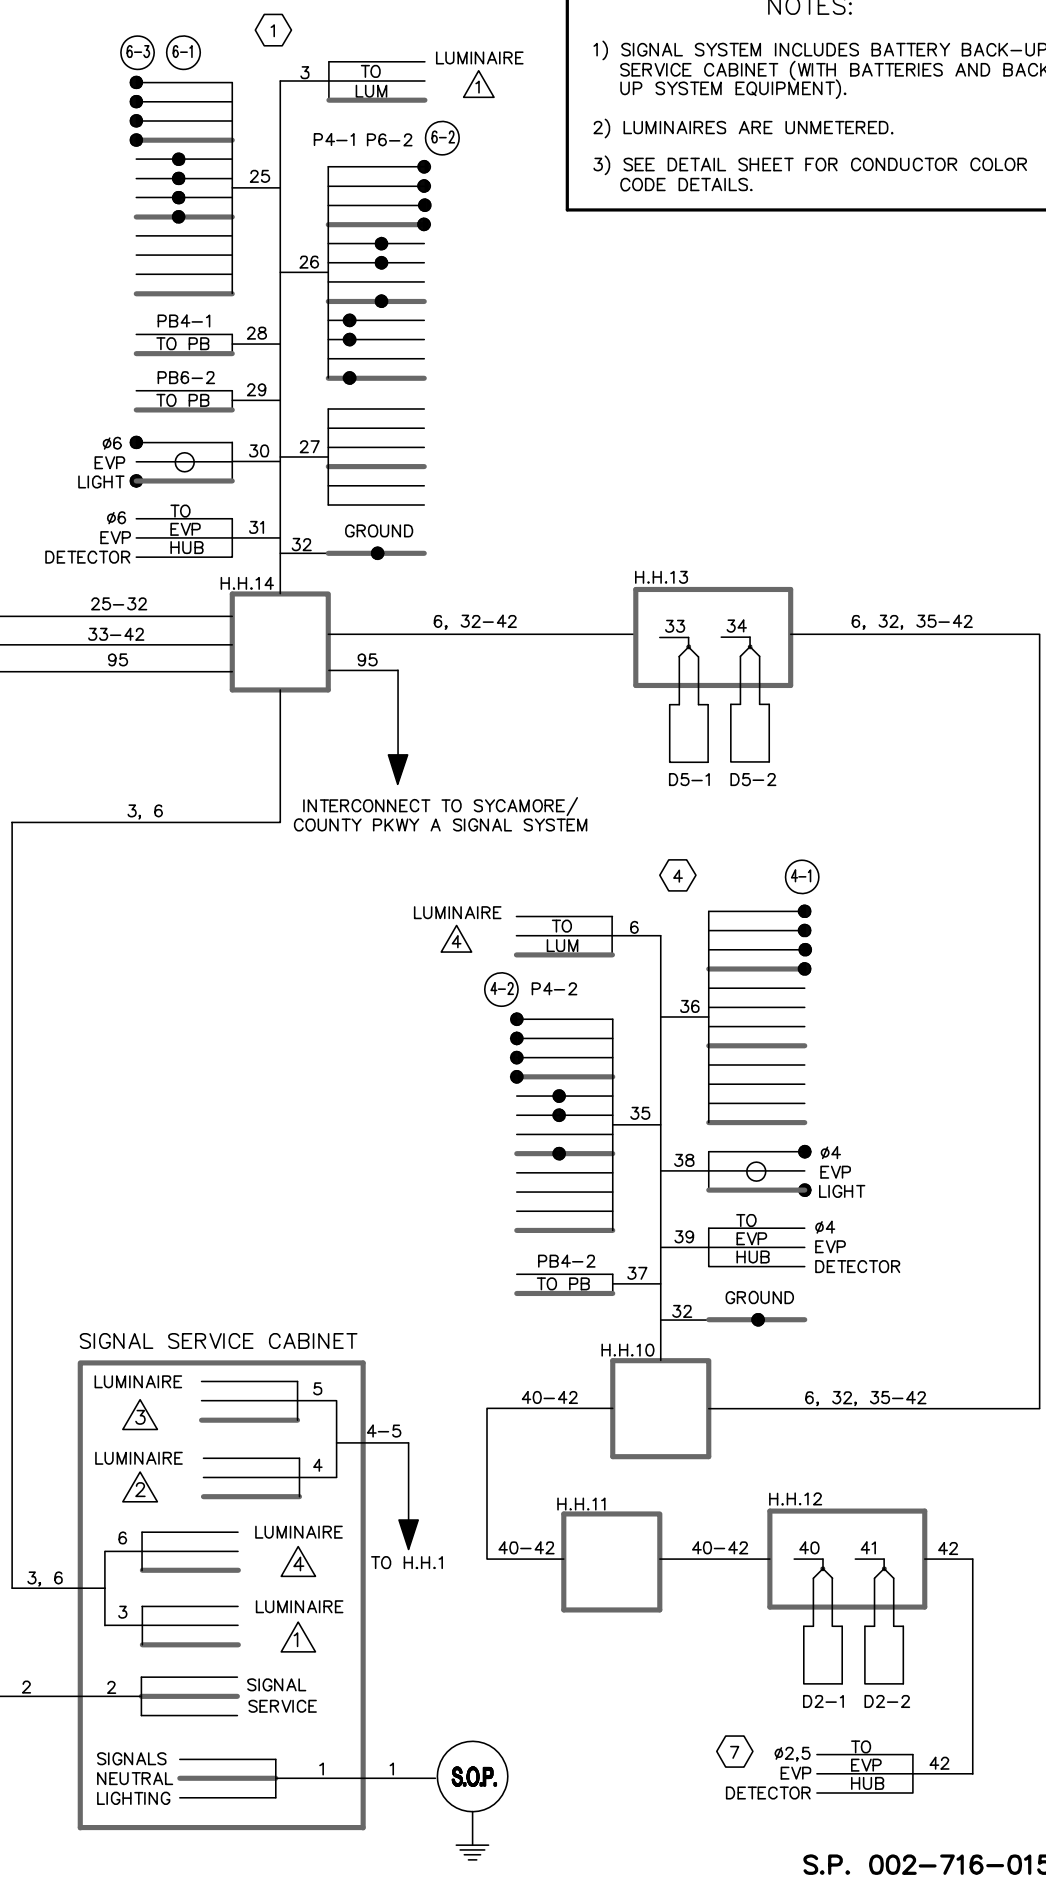 NOTES:
1) SIGNAL SYSTEM INCLUDES BATTERY BACK-UP
SERVICE CABINET (WITH BATTERIES AND BACK
UP SYSTEM EQUIPMENT).
2) LUMINAIRES ARE UNMETERED.
3) SEE DETAIL SHEET FOR CONDUCTOR COLOR
CODE DETAILS.
1
6-3 6-1
3
TO
LUM
LUMINAIRE
1
P4-1 P6-2 6-2
25
26
PB4-1
TO PB
28
PB6-2
TO PB
29
ø6
EVP
LIGHT
30
27
ø6
EVP
DETECTOR
TO
EVP
HUB
31
32
GROUND
H.H.14
25-32
33-42
95
6, 32-42
95
H.H.13
33
34
D5-1
D5-2
6, 32, 35-42
INTERCONNECT TO SYCAMORE/
COUNTY PKWY A SIGNAL SYSTEM
3, 6
4
4-1
LUMINAIRE
4
TO
LUM
6
4-2 P4-2
36
35
38
ø4
EVP
LIGHT
39
TO
EVP
HUB
ø4
EVP
DETECTOR
PB4-2
TO PB
37
32
GROUND
H.H.10
40-42
6, 32, 35-42
H.H.11
40-42
40-42
H.H.12
40
41
42
D2-1
D2-2
7
ø2,5
EVP
DETECTOR
TO
EVP
HUB
42
SIGNAL SERVICE CABINET
LUMINAIRE
3
5
4-5
LUMINAIRE
2
4
TO H.H.1
6
LUMINAIRE
4
3, 6
3
LUMINAIRE
1
2
2
SIGNAL
SERVICE
SIGNALS
NEUTRAL
LIGHTING
1
1
S.O.P.
S.P. 002-716-015